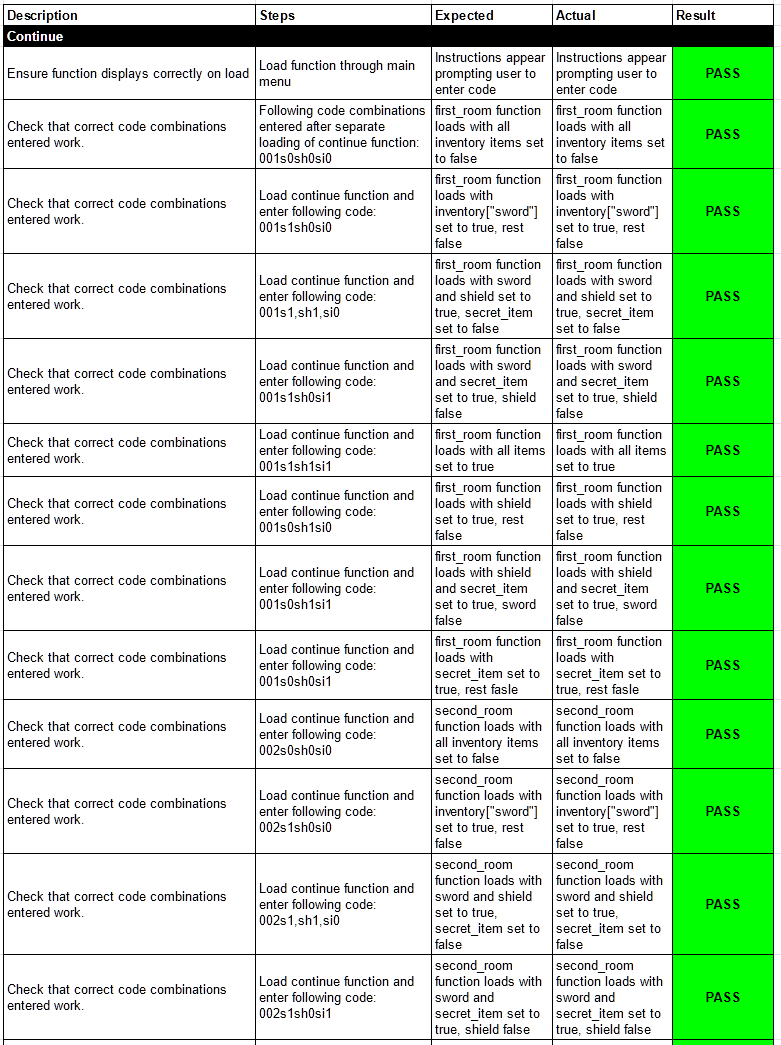 Description Steps Expected Actual Result
Continue
Ensure function displays correctly on load
Load function through main
menu
Instructions appear
prompting user to
enter code
Instructions appear
prompting user to
enter code
PASS
Check that correct code combinations
entered work.
Following code combinations
entered after separate
loading of continue function:
001s0sh0si0
first_room function
loads with all
inventory items set
to false
first_room function
loads with all
inventory items set
to false
PASS
Check that correct code combinations
entered work.
Load continue function and
enter following code:
001s1sh0si0
first_room function
loads with
inventory["sword"]
set to true, rest
false
first_room function
loads with
inventory["sword"]
set to true, rest
false
PASS
Check that correct code combinations
entered work.
Load continue function and
enter following code:
001s1,sh1,si0
first_room function
loads with sword
and shield set to
true, secret_item
set to false
first_room function
loads with sword
and shield set to
true, secret_item
set to false
PASS
Check that correct code combinations
entered work.
Load continue function and
enter following code:
001s1sh0si1
first_room function
loads with sword
and secret_item
set to true, shield
false
first_room function
loads with sword
and secret_item
set to true, shield
false
PASS
Check that correct code combinations
entered work.
Load continue function and
enter following code:
001s1sh1si1
first_room function
loads with all items
set to true
first_room function
loads with all items
set to true
PASS
Check that correct code combinations
entered work.
Load continue function and
enter following code:
001s0sh1si0
first_room function
loads with shield
set to true, rest
false
first_room function
loads with shield
set to true, rest
false
PASS
Check that correct code combinations
entered work.
Load continue function and
enter following code:
001s0sh1si1
first_room function
loads with shield
and secret_item
set to true, sword
false
first_room function
loads with shield
and secret_item
set to true, sword
false
PASS
Check that correct code combinations
entered work.
Load continue function and
enter following code:
001s0sh0si1
first_room function
loads with
secret_item set to
true, rest fasle
first_room function
loads with
secret_item set to
true, rest fasle
PASS
Check that correct code combinations
entered work.
Load continue function and
enter following code:
002s0sh0si0
second_room
function loads with
all inventory items
set to false
second_room
function loads with
all inventory items
set to false
PASS
Check that correct code combinations
entered work.
Load continue function and
enter following code:
002s1sh0si0
second_room
function loads with
inventory["sword"]
set to true, rest
false
second_room
function loads with
inventory["sword"]
set to true, rest
false
PASS
Check that correct code combinations
entered work.
Load continue function and
enter following code:
002s1,sh1,si0
second_room
function loads with
sword and shield
set to true,
secret_item set to
false
second_room
function loads with
sword and shield
set to true,
secret_item set to
false
PASS
Check that correct code combinations
entered work.
Load continue function and
enter following code:
002s1sh0si1
second_room
function loads with
sword and
secret_item set to
true, shield false
second_room
function loads with
sword and
secret_item set to
true, shield false
PASS